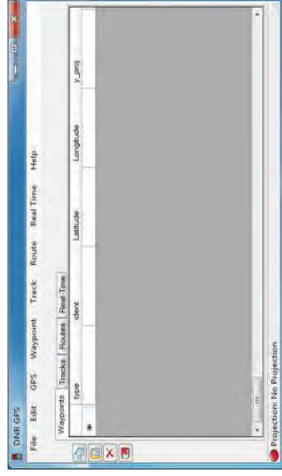 DNR GPS
File Edit GPS Waypoint Track Route Real Time Help
Waypoints Tracks Routes Real-Time
type ident Latitude Longitude y_proj
Projection: No Projection